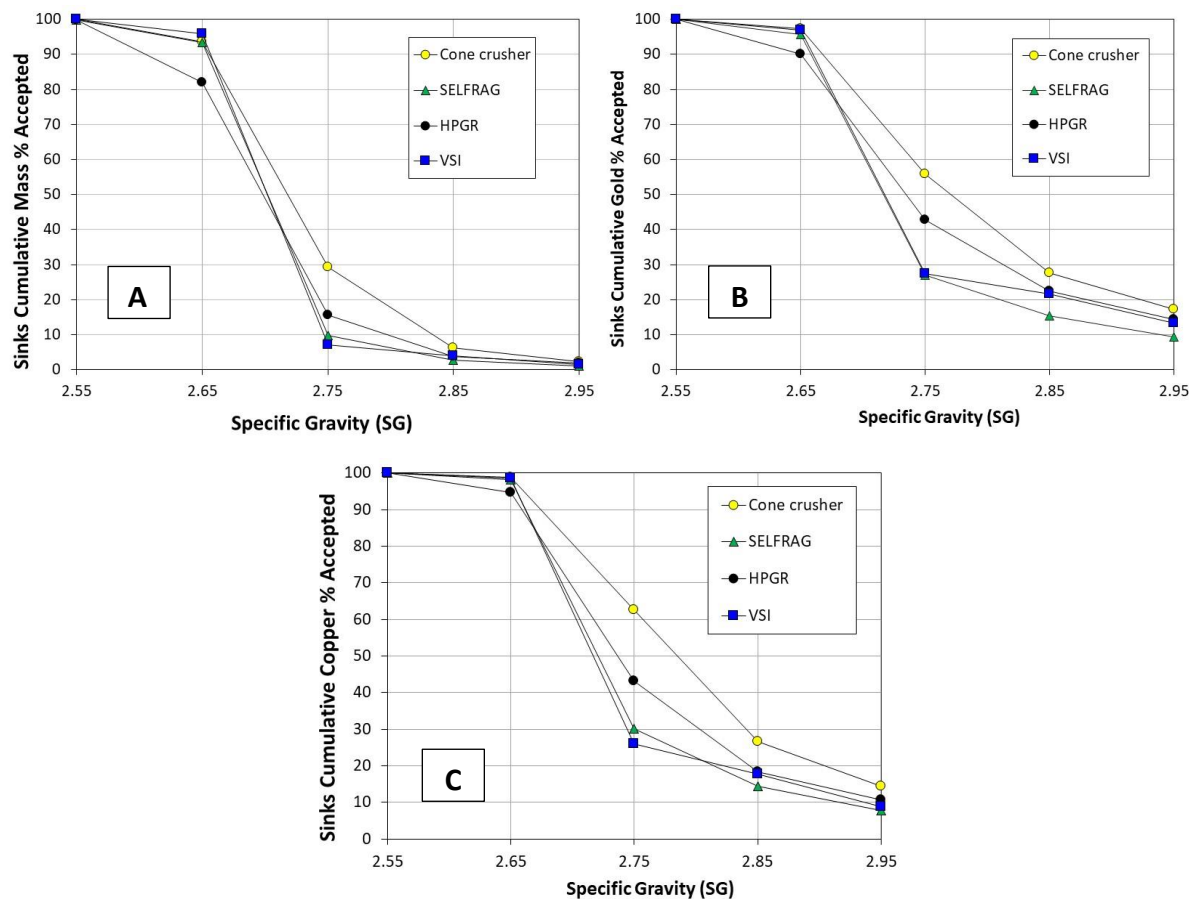 Sinks Cumulative Mass % Accepted
100
90
80
70
60
50
40
30
20
10
0
Cone crusher
SELFRAG
HPGR
VSI
A
2.55 2.65 2.75 2.85 2.95
Specific Gravity (SG)
Sinks Cumulative Gold % Accepted
100
90
80
70
60
50
40
30
20
10
0
Cone crusher
SELFRAG
HPGR
VSI
B
2.55 2.65 2.75 2.85 2.95
Specific Gravity (SG)
Sinks Cumulative Copper % Accepted
100
90
80
70
60
50
40
30
20
10
0
Cone crusher
SELFRAG
HPGR
VSI
C
2.55 2.65 2.75 2.85 2.95
Specific Gravity (SG)